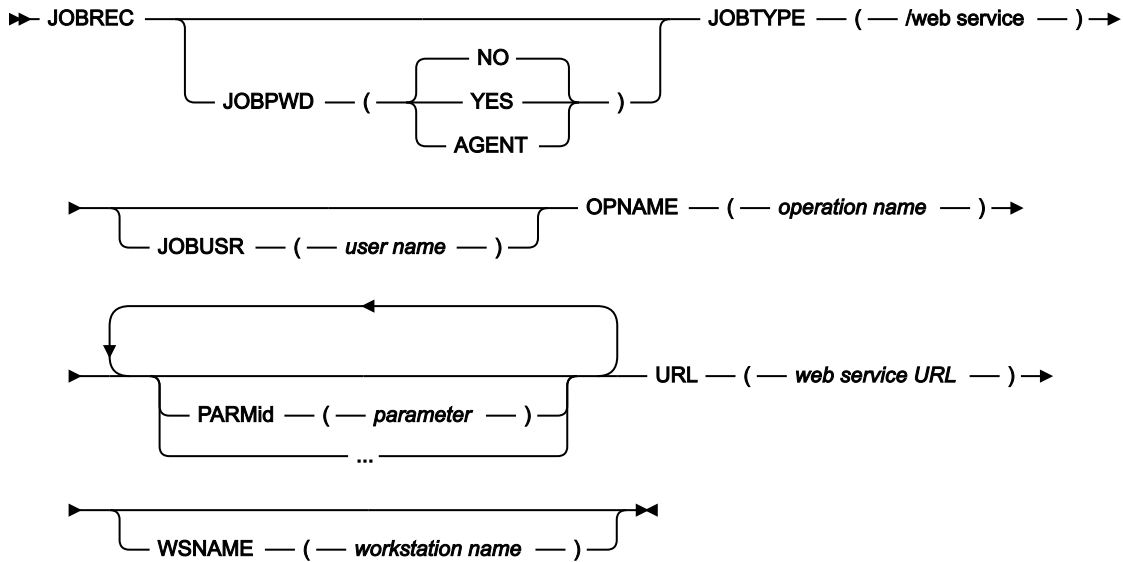 JOBREC JOBTYPE ( /web service )
NO
JOBPWD ( YES )
AGENT
OPNAME ( operation name )
JOBUSR ( user name )
URL ( web service URL )
PARMid ( parameter )
...
WSNAME ( workstation name )